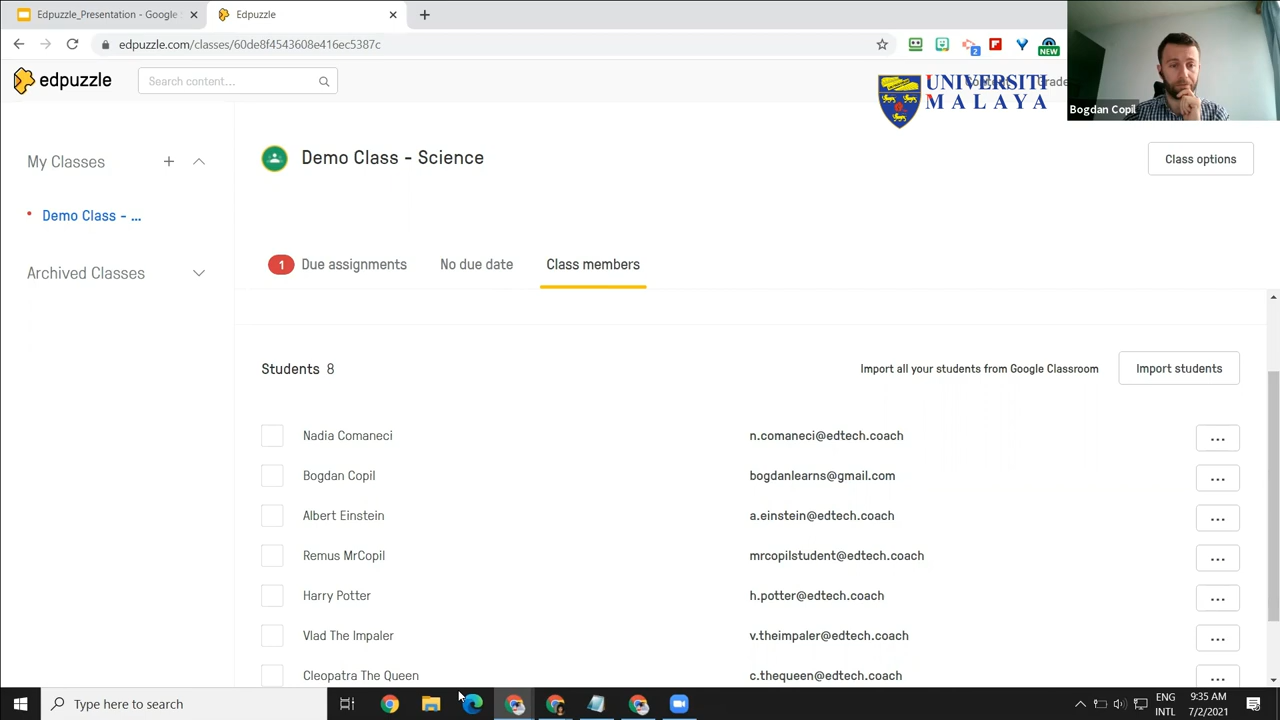 Edpuzzle_Presentation - Google
Edpuzzle
edpuzzle.com/classes/
2
NEW
edpuzzle
Search content...
UNIVERSITI
MALAYA
Bogdan Copil
My Classes
Demo Class - Science
Class options
Demo Class - ...
1 Due assignments
No due date
Class members
Archived Classes
Students 8
Import all your students from Google Classroom
Import students
Nadia Comaneci
n.comaneci@edtech.coach
...
Bogdan Copil
bogdanlearns@gmail.com
...
Albert Einstein
a.einstein@edtech.coach
...
Remus MrCopil
mrcopilstudent@edtech.coach
...
Harry Potter
h.potter@edtech.coach
...
Vlad The Impaler
v.theimpaler@edtech.coach
...
Cleopatra The Queen
c.thequeen@edtech.coach
...
Type here to search
ENG
INTL
9:35 AM
7/2/2021